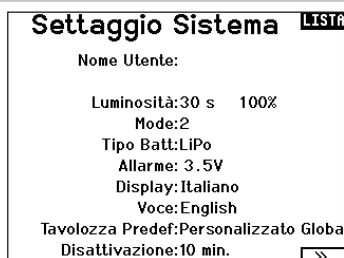 Settaggio Sistema LISTA
Nome Utente:
Luminosità:30 s 100%
Mode:2
Tipo Batt:LiPo
Allarme: 3.5V
Display:Italiano
Voce:English
Tavolozza Predef:Personalizzato Globa
Disattivazione:10 min. >>